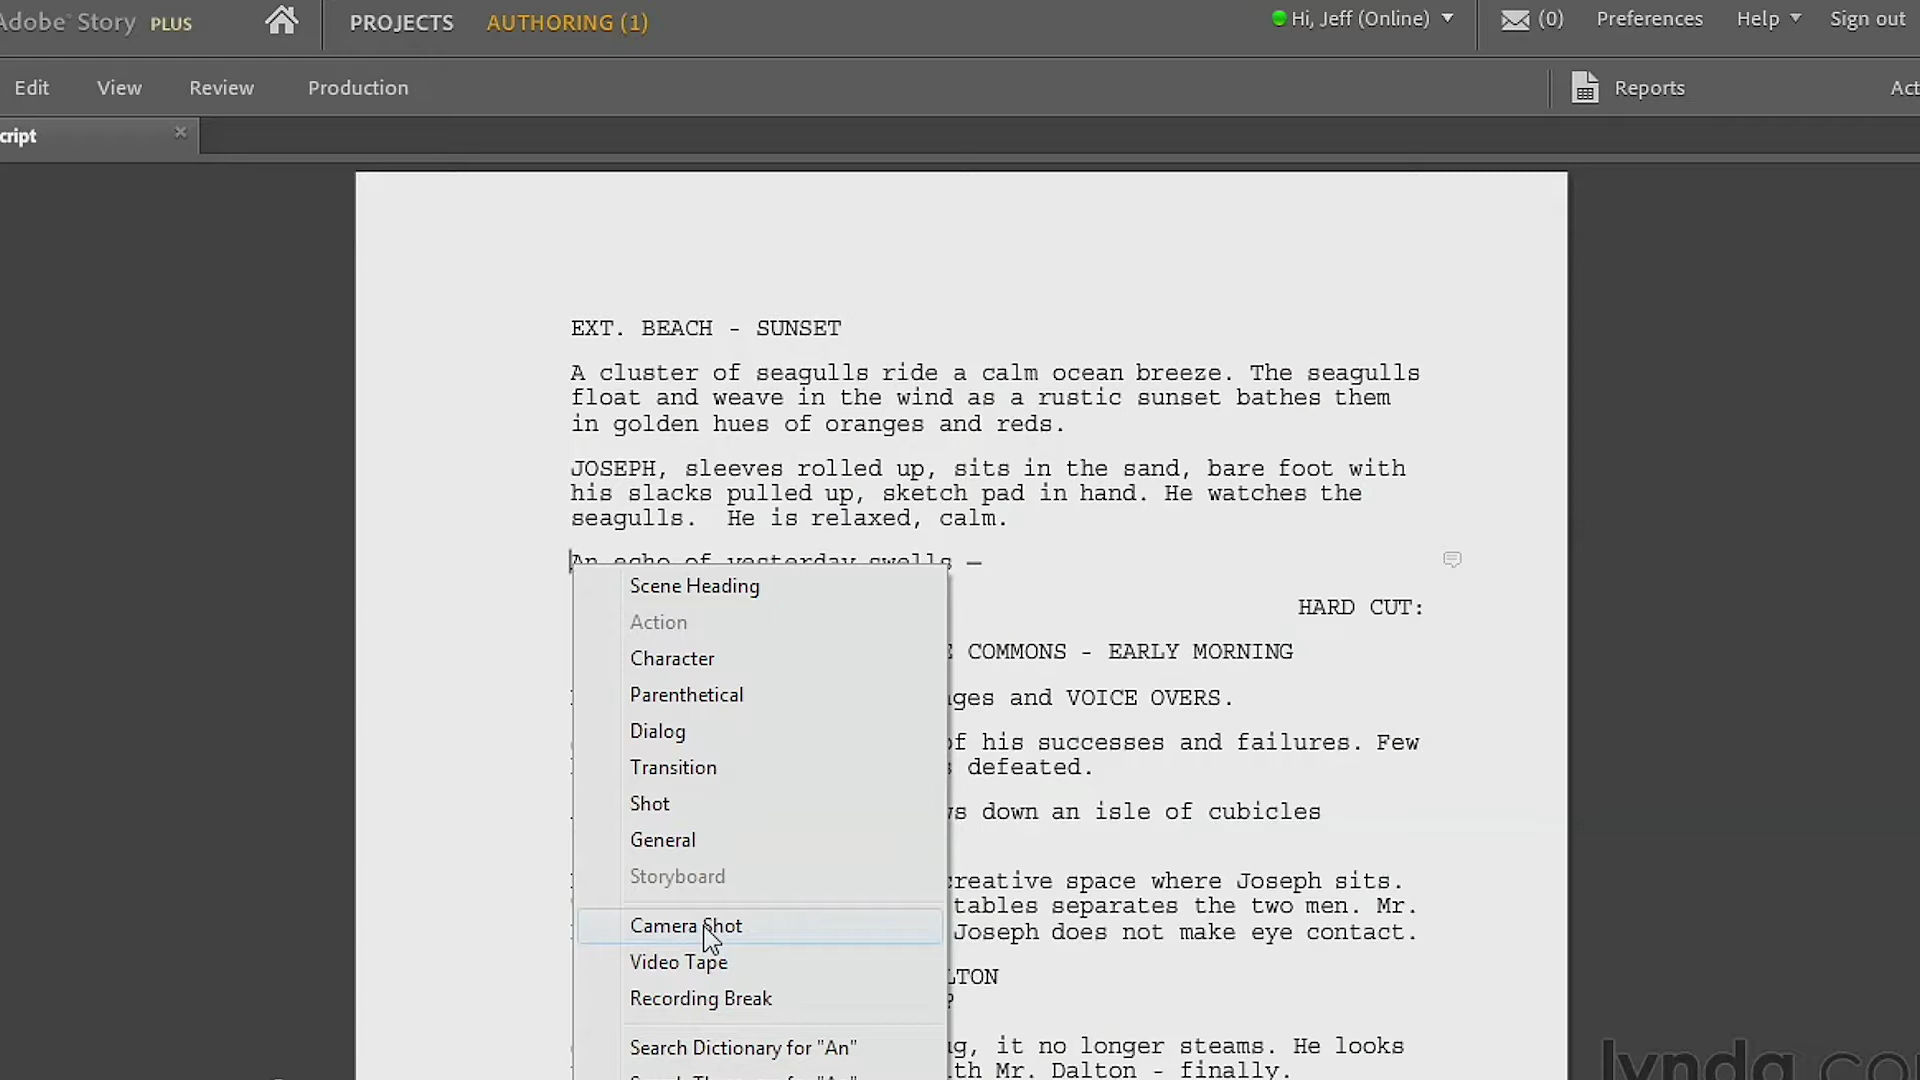 Adobe Story PLUS PROJECTS AUTHORING (1) Hi, Jeff (Online) (0) Preferences Help Sign out
Edit View Review Production Reports
EXT. BEACH - SUNSET
A cluster of seagulls ride a calm ocean breeze. The seagulls
float and weave in the wind as a rustic sunset bathes them
in golden hues of oranges and reds.
JOSEPH, sleeves rolled up, sits in the sand, bare foot with
his slacks pulled up, sketch pad in hand. He watches the
seagulls.  He is relaxed, calm.
An echo of yesterday swells —
HARD CUT:
COMMONS - EARLY MORNING
and VOICE OVERS.
of his successes and failures. Few
defeated.
down an isle of cubicles
creative space where Joseph sits.
tables separates the two men. Mr.
Joseph does not make eye contact.
it no longer steams. He looks
Mr. Dalton - finally.
Scene Heading
Action
Character
Parenthetical
Dialog
Transition
Shot
General
Storyboard
Camera Shot
Video Tape
Recording Break
Search Dictionary for "An"